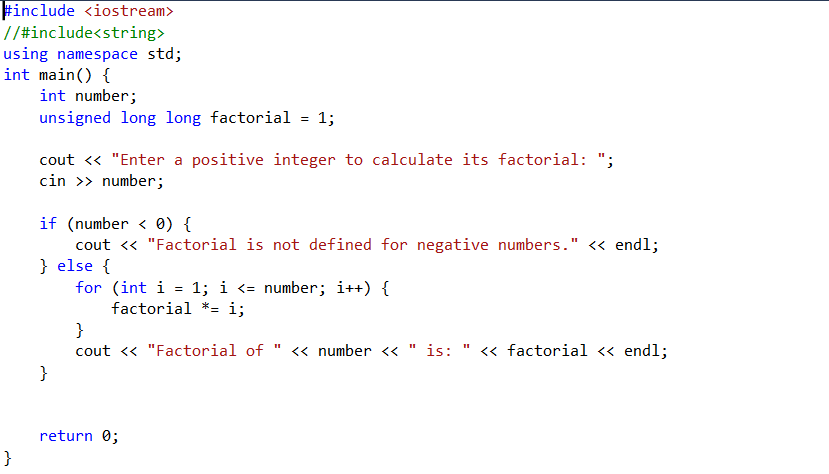 #include <iostream>
//#include<string>
using namespace std;
int main() {
    int number;
    unsigned long long factorial = 1;

    cout << "Enter a positive integer to calculate its factorial: ";
    cin >> number;

    if (number < 0) {
        cout << "Factorial is not defined for negative numbers." << endl;
    } else {
        for (int i = 1; i <= number; i++) {
            factorial *= i;
        }
        cout << "Factorial of " << number << " is: " << factorial << endl;
    }


    return 0;
}